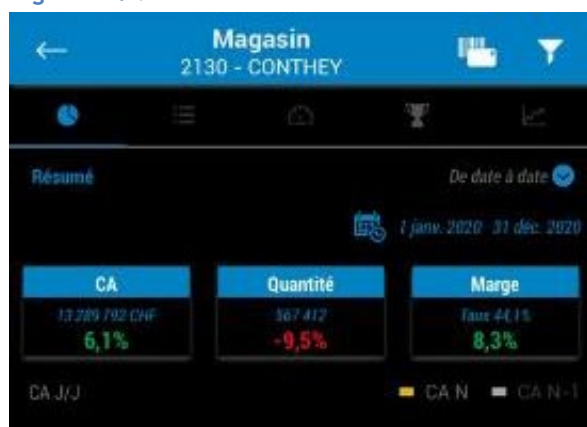 Magasin
2130 - CONTHEY
Résumé
De date à date
1 janv. 2020 31 déc. 2020
CA
13 289 792 CHF
6,1%
Quantité
567 412
-9,5%
Marge
Taux 44,1%
8,3%
CA J/J
CA N
CA N-1